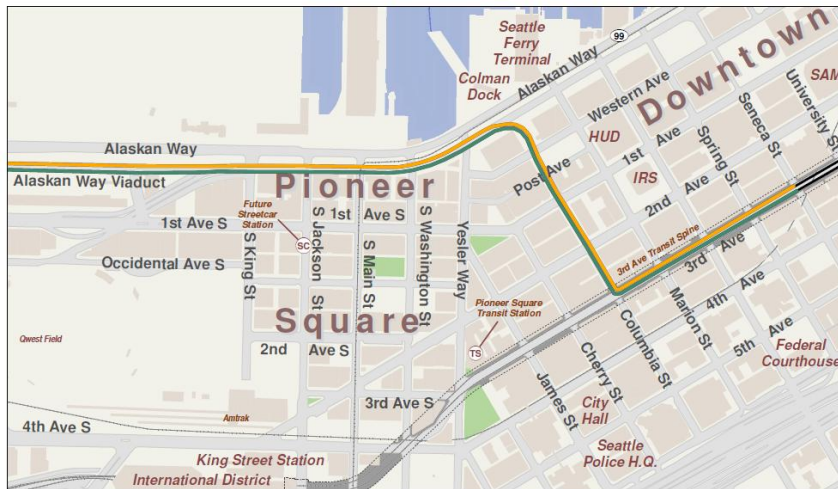 Seattle
Ferry
Terminal
Colman
Dock
99
Alaskan Way
Western Ave
Downtown
SAM
University St
Seneca St
Spring St
HUD
1st Ave
IRS
Post Ave
2nd Ave
Alaskan Way
Alaskan Way Viaduct
Pioneer
Future
Streetcar
Station
SC
1st Ave S
1st Ave S
S King St
S Jackson St
S Main St
S Washington St
Yesler Way
Occidental Ave S
3rd Ave Transit Spine
3rd Ave
4th Ave
5th Ave
Pioneer Square
Transit Station
TS
Square
Qwest Field
2nd Ave S
Marion St
Columbia St
Cherry St
James St
Federal
Courthouse
3rd Ave S
Amtrak
4th Ave S
City
Hall
Seattle
Police H.Q.
King Street Station
International District